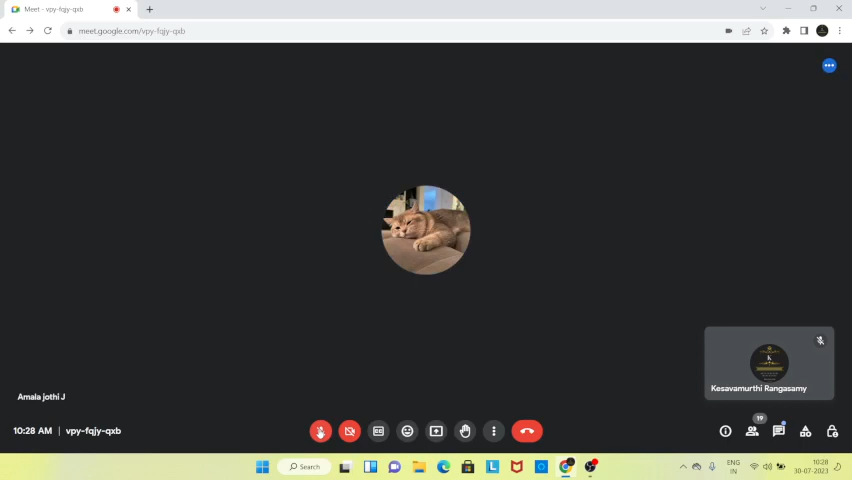 Meet - vpy-fqjy-qxb
meet.google.com/vpy-fqjy-qxb
K
Kesavamurthi Rangasamy
Amala jothi J
10:28 AM | vpy-fqjy-qxb
19
Search
L
ENG
IN
10:28
30-07-2023